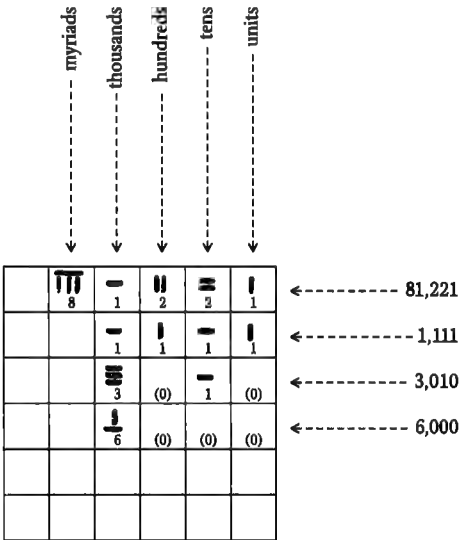 myriads
thousands
hundreds
tens
units
8 1 2 2 1 81,221
1 1 1 1 1,111
3 (0) 1 (0) 3,010
6 (0) (0) (0) 6,000